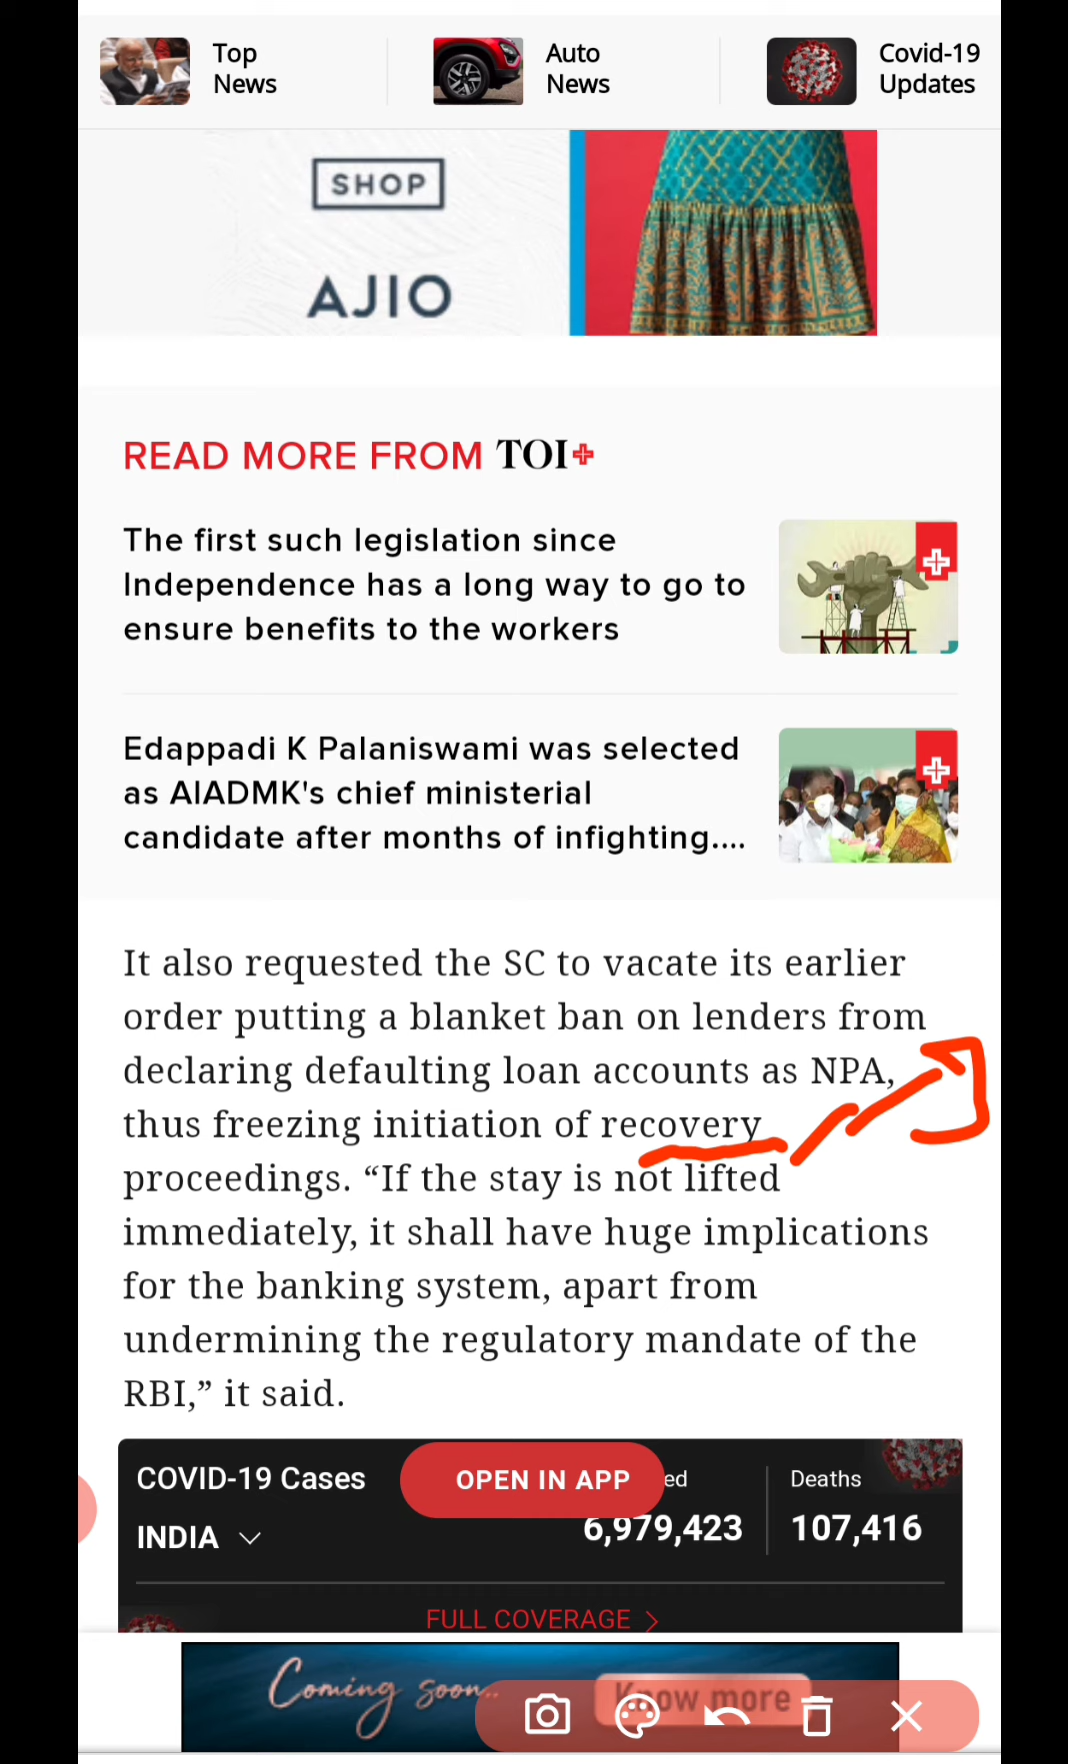 Top
News
Auto
News
Covid-19
Updates
SHOP
AJIO
READ MORE FROM TOI+
The first such legislation since
Independence has a long way to go to
ensure benefits to the workers
Edappadi K Palaniswami was selected
as AIADMK's chief ministerial
candidate after months of infighting....
It also requested the SC to vacate its earlier
order putting a blanket ban on lenders from
declaring defaulting loan accounts as NPA,
thus freezing initiation of recovery
proceedings. “If the stay is not lifted
immediately, it shall have huge implications
for the banking system, apart from
undermining the regulatory mandate of the
RBI,” it said.
COVID-19 Cases
INDIA
OPEN IN APP
ed
6,979,423
Deaths
107,416
FULL COVERAGE
Coming soon..
Know more